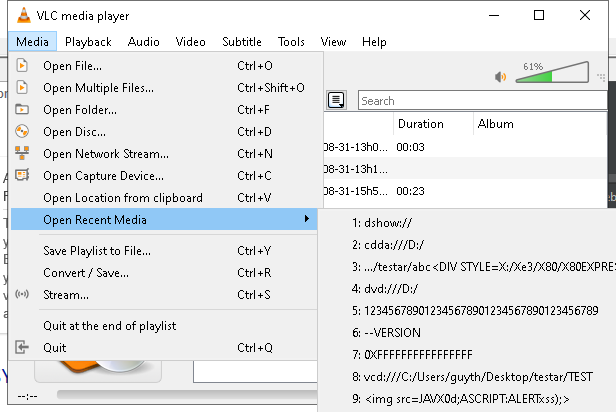 VLC media player
Media Playback Audio Video Subtitle Tools View Help
Open File... Ctrl+O
Open Multiple Files... Ctrl+Shift+O
61%
Open Folder... Ctrl+F
Search
Open Disc... Ctrl+D
Duration Album
Open Network Stream... Ctrl+N
08-31-13h0... 00:03
Open Capture Device... Ctrl+C
08-31-13h1...
Open Location from clipboard Ctrl+V
08-31-15h5... 00:23
Open Recent Media
1: dshow://
2: cdda:///D:/
3: .../testar/abc<DIV STYLE=X:/Xe3/X80/X80EXPRE
4: dvd:///D:/
5: 123456789012345678901234567890123456789
6: --VERSION
7: 0XFFFFFFFFFFFFFFFF
8: vcd:///C:/Users/guyth/Desktop/testar/TEST
9: <img src=JAVX0d;ASCRIPT:ALERTxss);>
Save Playlist to File... Ctrl+Y
Convert / Save... Ctrl+R
Stream... Ctrl+S
Quit at the end of playlist
Quit Ctrl+Q
--:--